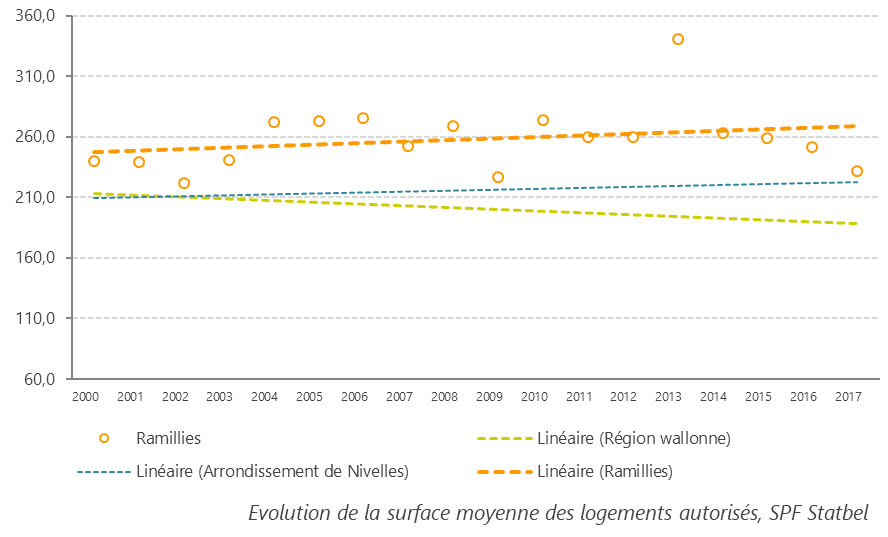 360,0
310,0
260,0
210,0
160,0
110,0
60,0
2000 2001 2002 2003 2004 2005 2006 2007 2008 2009 2010 2011 2012 2013 2014 2015 2016 2017
Ramillies
Linéaire (Région wallonne)
Linéaire (Arrondissement de Nivelles)
Linéaire (Ramillies)
Evolution de la surface moyenne des logements autorisés, SPF Statbel